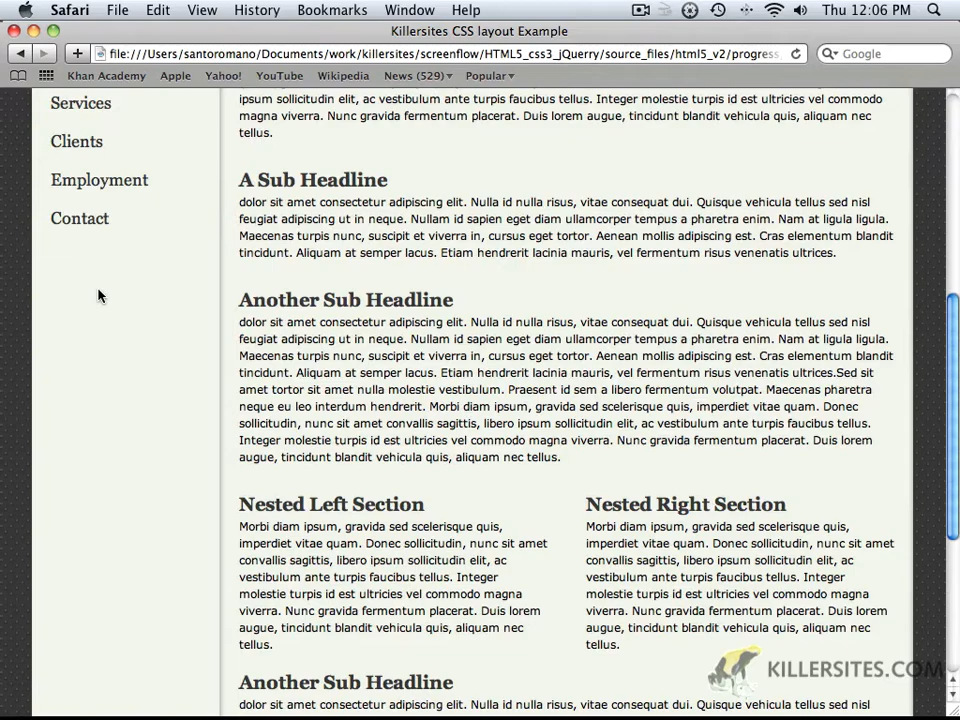 Safari File Edit View History Bookmarks Window Help Thu 12:06 PM
Killersites CSS layout Example
file:///Users/santoromano/Documents/work/killersites/screenflow/HTML5_css3_jQuerry/source_files/html5_v2/progress_ Google
Khan Academy Apple Yahoo! YouTube Wikipedia News (529) Popular
Services
Clients
Employment
Contact
ipsum sollicitudin elit, ac vestibulum ante turpis faucibus tellus. Integer molestie turpis id est ultricies vel commodo
magna viverra. Nunc gravida fermentum placerat. Duis lorem augue, tincidunt blandit vehicula quis, aliquam nec
tellus.
A Sub Headline
dolor sit amet consectetur adipiscing elit. Nulla id nulla risus, vitae consequat dui. Quisque vehicula tellus sed nisl
feugiat adipiscing ut in neque. Nullam id sapien eget diam ullamcorper tempus a pharetra enim. Nam at ligula ligula.
Maecenas turpis nunc, suscipit et viverra in, cursus eget tortor. Aenean mollis adipiscing est. Cras elementum blandit
tincidunt. Aliquam at semper lacus. Etiam hendrerit lacinia mauris, vel fermentum risus venenatis ultrices.
Another Sub Headline
dolor sit amet consectetur adipiscing elit. Nulla id nulla risus, vitae consequat dui. Quisque vehicula tellus sed nisl
feugiat adipiscing ut in neque. Nullam id sapien eget diam ullamcorper tempus a pharetra enim. Nam at ligula ligula.
Maecenas turpis nunc, suscipit et viverra in, cursus eget tortor. Aenean mollis adipiscing est. Cras elementum blandit
tincidunt. Aliquam at semper lacus. Etiam hendrerit lacinia mauris, vel fermentum risus venenatis ultrices.Sed sit
amet tortor sit amet nulla molestie vestibulum. Praesent id sem a libero fermentum volutpat. Maecenas pharetra
neque eu leo interdum hendrerit. Morbi diam ipsum, gravida sed scelerisque quis, imperdiet vitae quam. Donec
sollicitudin, nunc sit amet convallis sagittis, libero ipsum sollicitudin elit, ac vestibulum ante turpis faucibus tellus.
Integer molestie turpis id est ultricies vel commodo magna viverra. Nunc gravida fermentum placerat. Duis lorem
augue, tincidunt blandit vehicula quis, aliquam nec tellus.
Nested Left Section
Morbi diam ipsum, gravida sed scelerisque quis,
imperdiet vitae quam. Donec sollicitudin, nunc sit amet
convallis sagittis, libero ipsum sollicitudin elit, ac
vestibulum ante turpis faucibus tellus. Integer
molestie turpis id est ultricies vel commodo magna
viverra. Nunc gravida fermentum placerat. Duis lorem
augue, tincidunt blandit vehicula quis, aliquam nec
tellus.
Nested Right Section
Morbi diam ipsum, gravida sed scelerisque quis,
imperdiet vitae quam. Donec sollicitudin, nunc sit amet
convallis sagittis, libero ipsum sollicitudin elit, ac
vestibulum ante turpis faucibus tellus. Integer
molestie turpis id est ultricies vel commodo magna
viverra. Nunc gravida fermentum placerat. Duis lorem
augue, tincidunt blandit vehicula quis, aliquam nec
tellus.
KILLERSITES.COM
Another Sub Headline
dolor sit amet consectetur adipiscing elit. Nulla id nulla risus, vitae consequat dui. Quisque vehicula tellus sed nisl